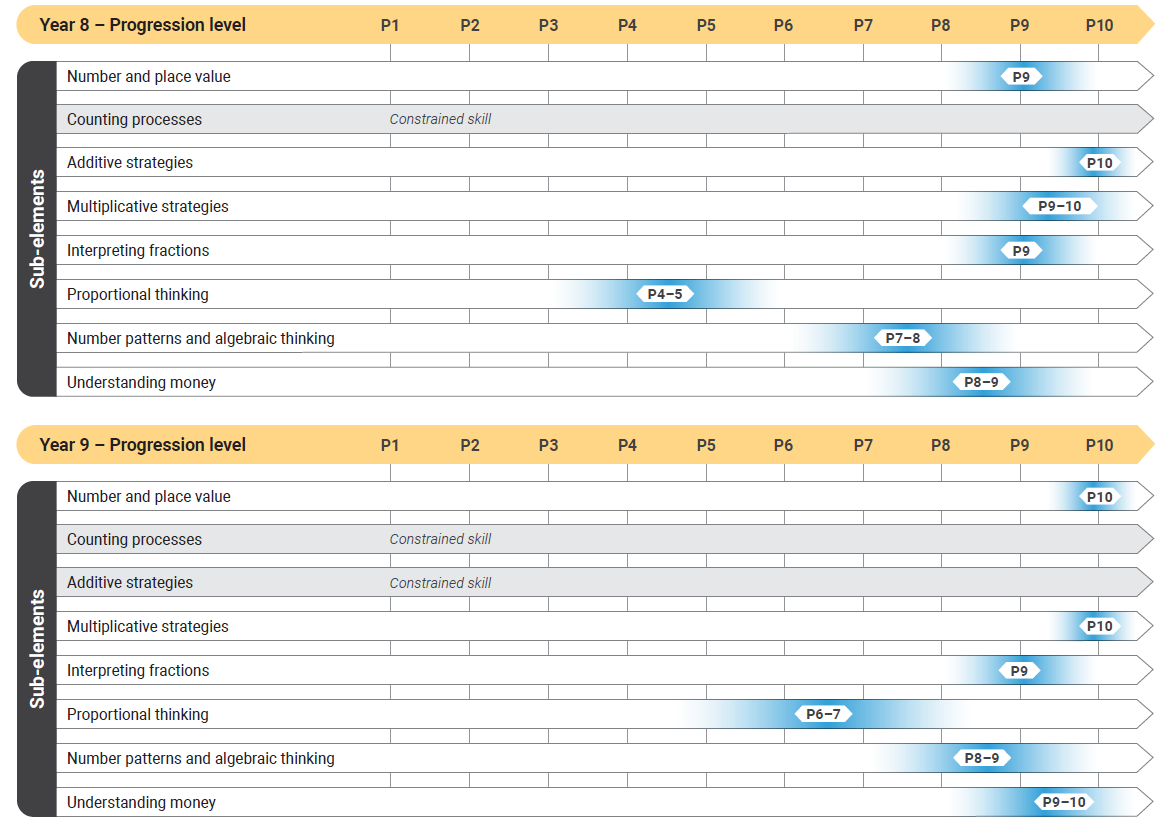 Year 8 – Progression level P1 P2 P3 P4 P5 P6 P7 P8 P9 P10
Sub-elements
Number and place value P9
Counting processes Constrained skill
Additive strategies P10
Multiplicative strategies P9–10
Interpreting fractions P9
Proportional thinking P4–5
Number patterns and algebraic thinking P7–8
Understanding money P8–9
Year 9 – Progression level P1 P2 P3 P4 P5 P6 P7 P8 P9 P10
Sub-elements
Number and place value P10
Counting processes Constrained skill
Additive strategies Constrained skill
Multiplicative strategies P10
Interpreting fractions P9
Proportional thinking P6–7
Number patterns and algebraic thinking P8–9
Understanding money P9–10